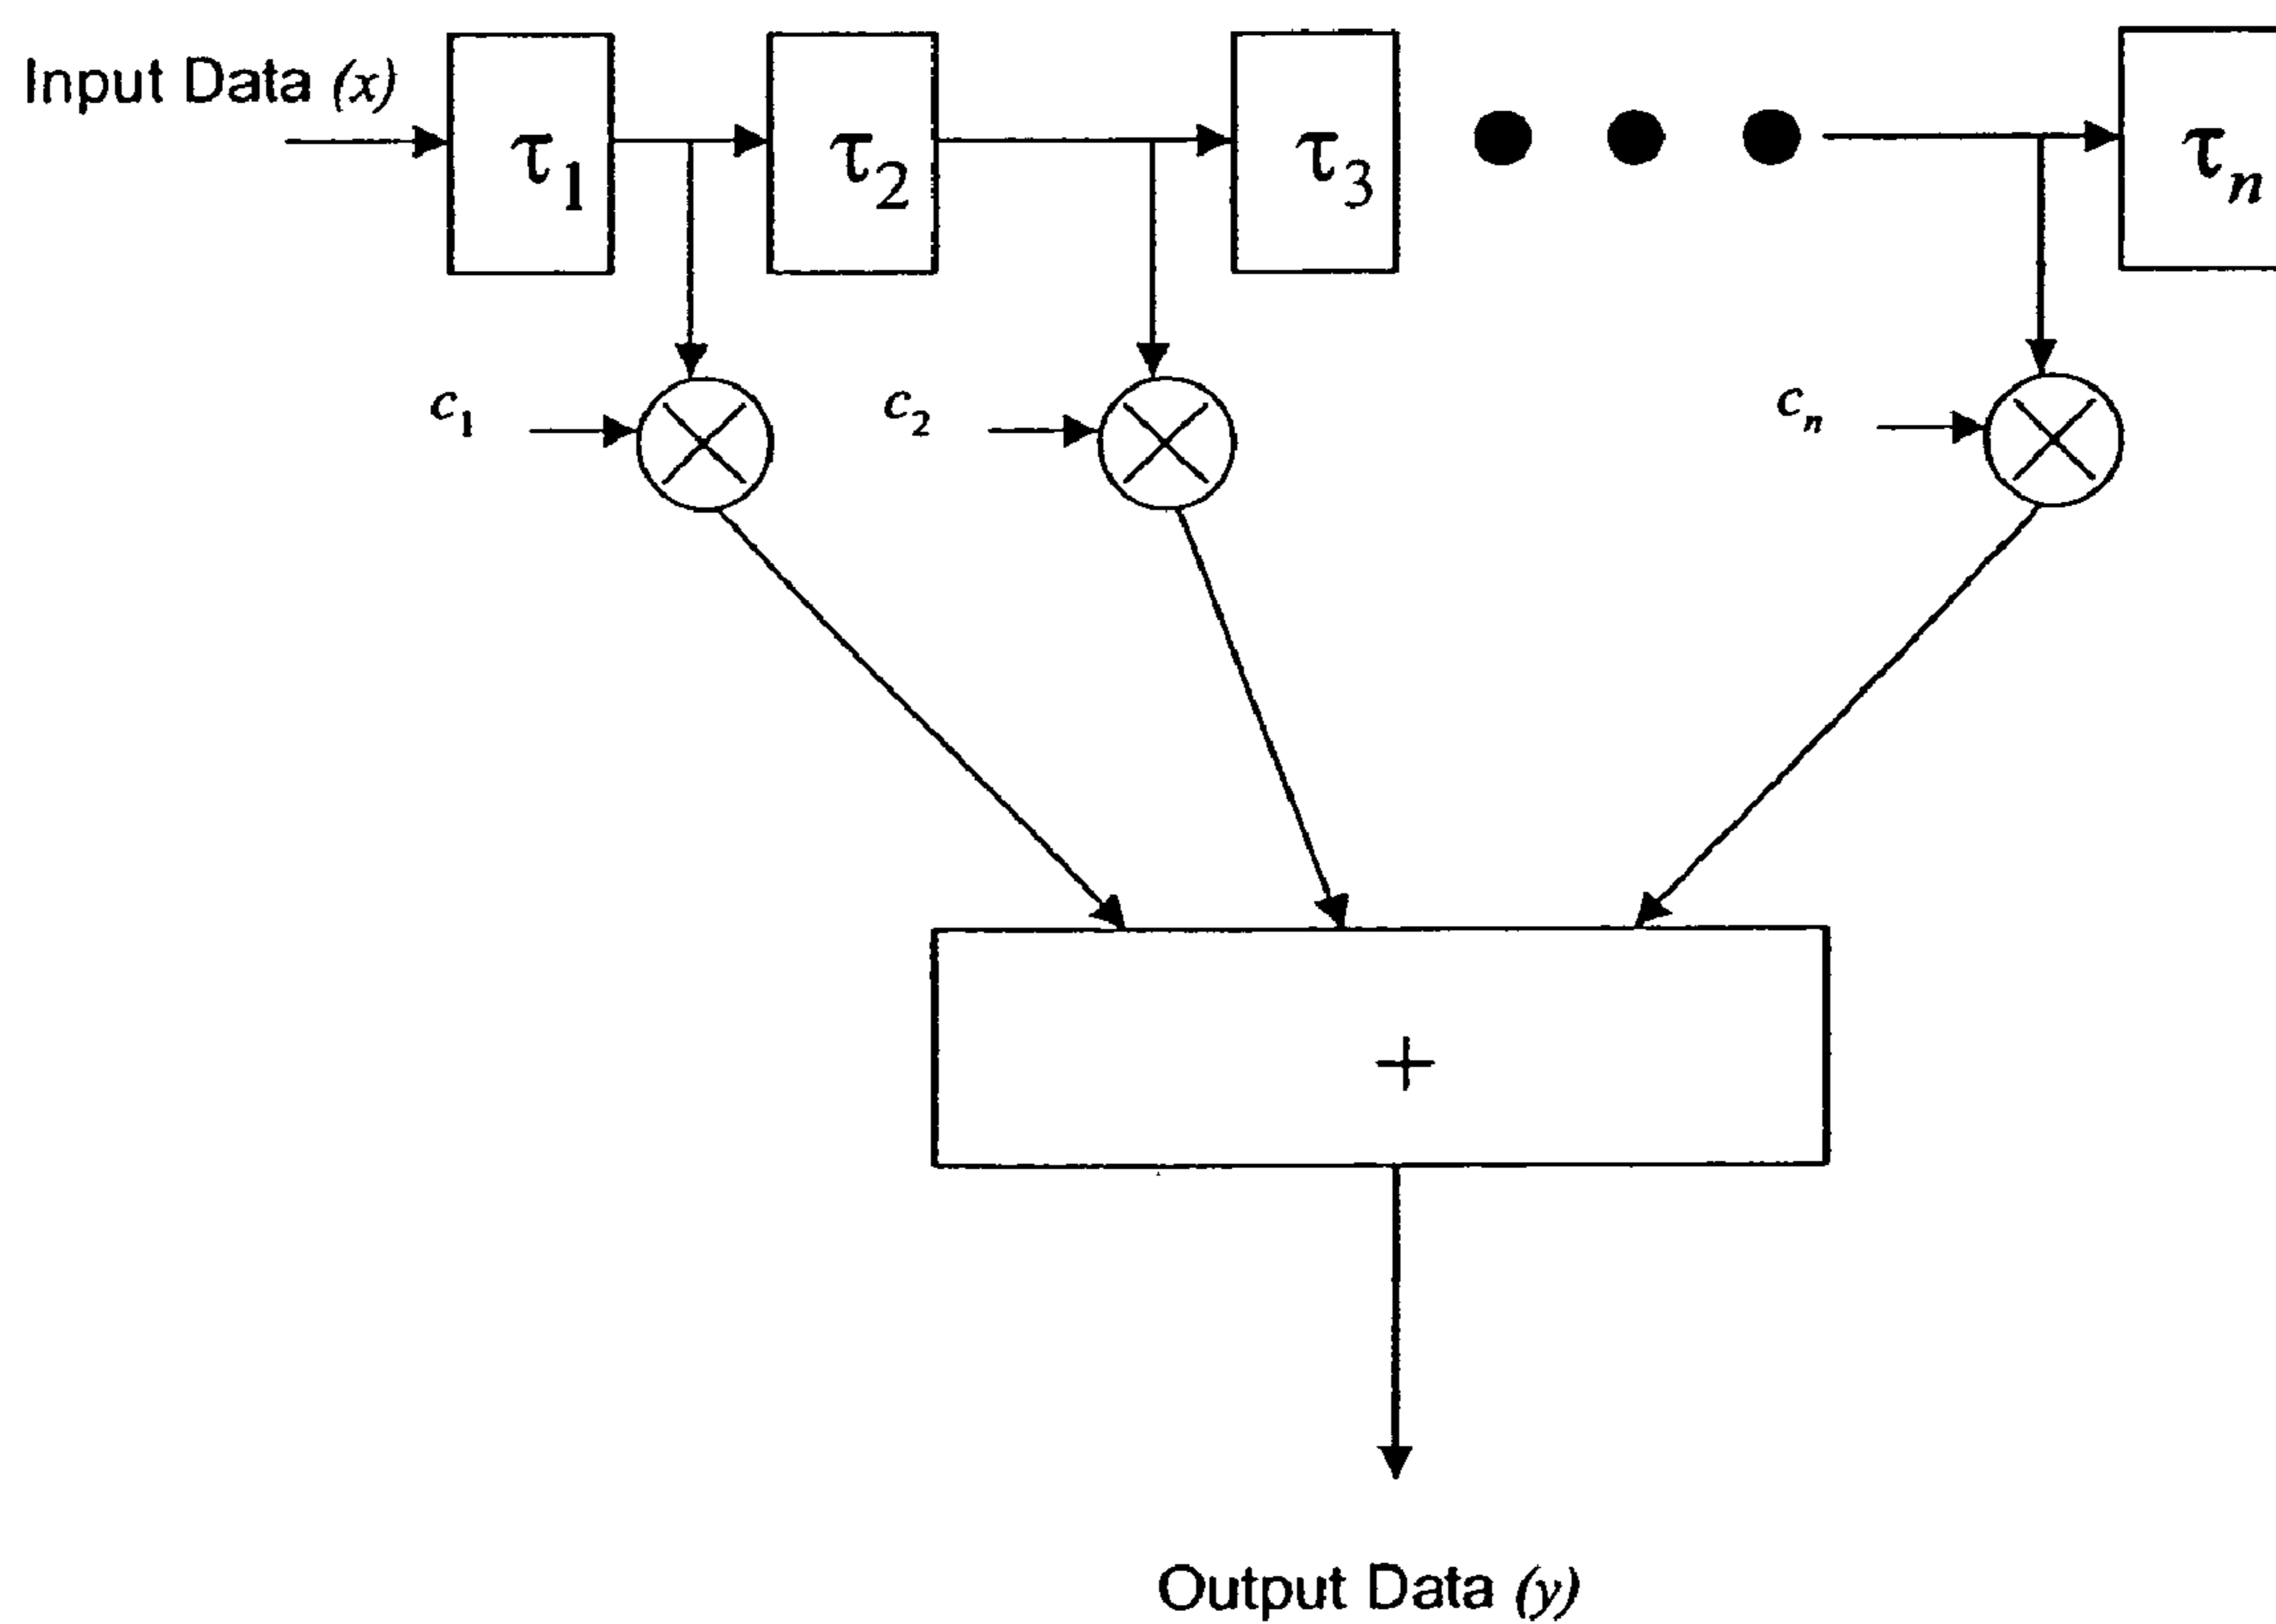 Input Data (x)
τ1
τ2
τ3
τn
c1
c2
cn
+
Output Data (y)